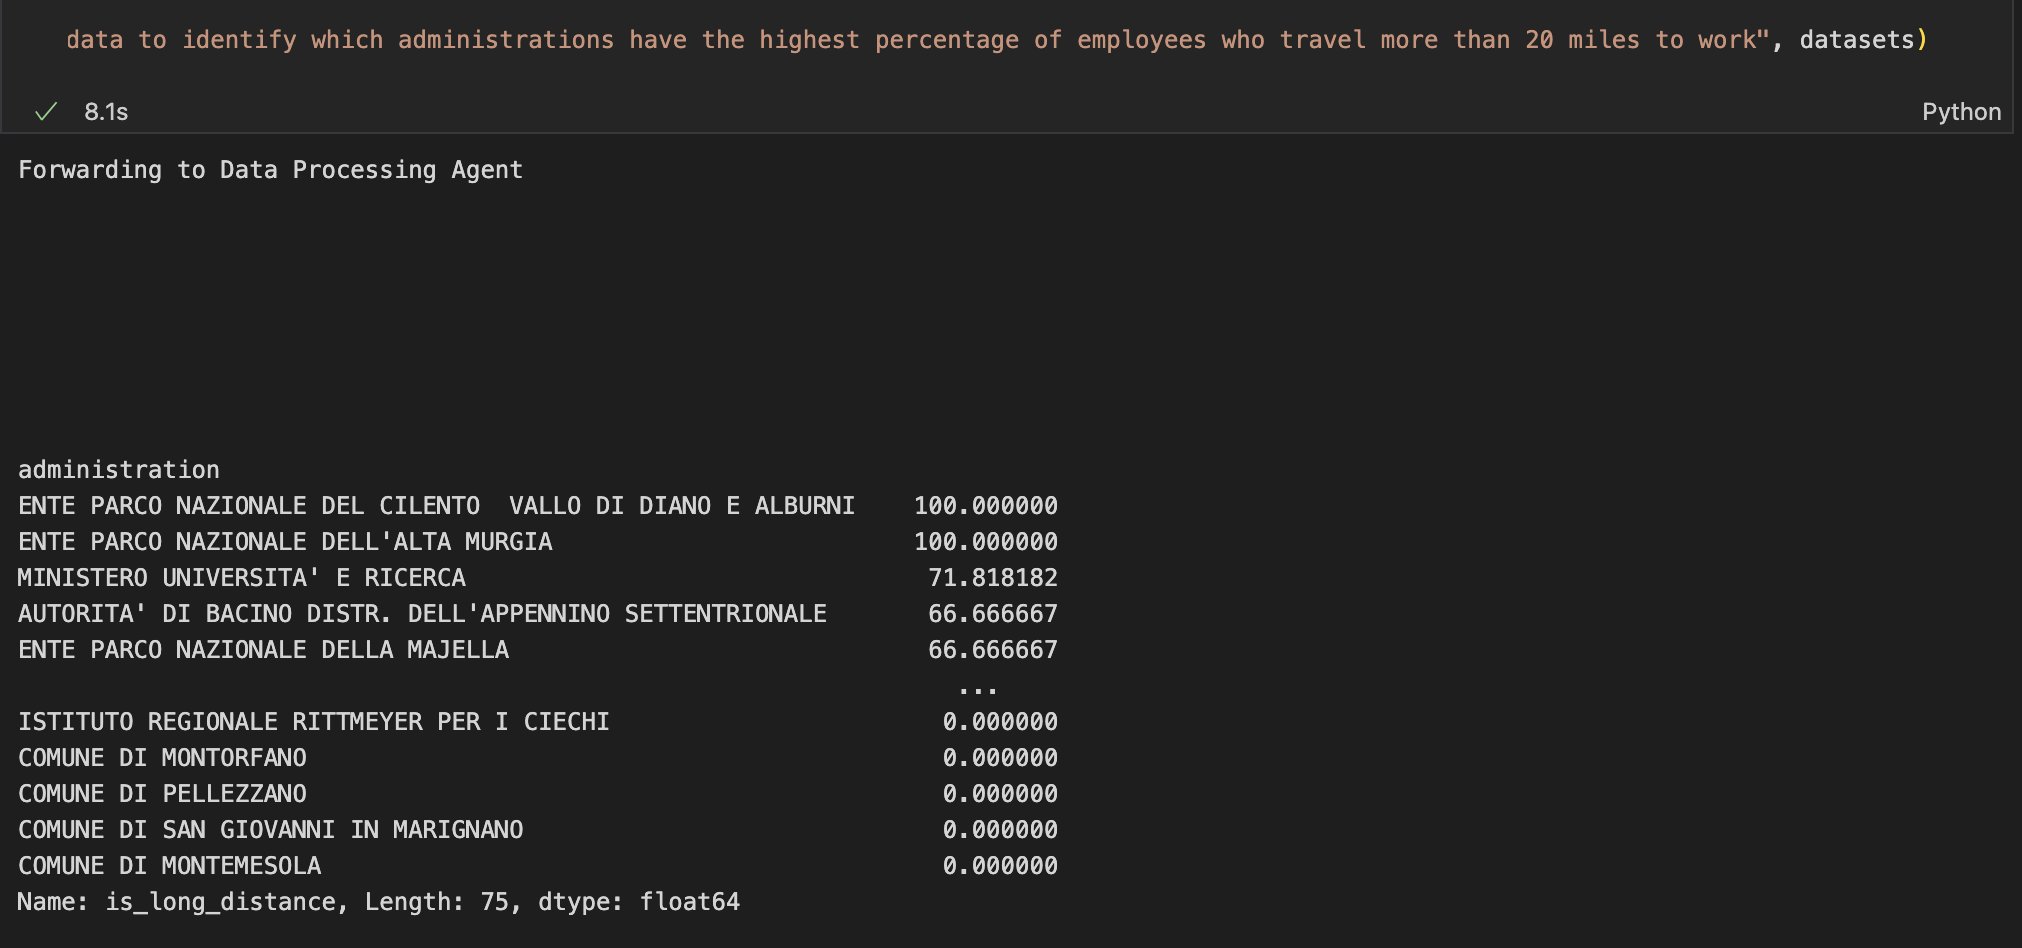 data to identify which administrations have the highest percentage of employees who travel more than 20 miles to work", datasets)
8.1s
Python
Forwarding to Data Processing Agent
administration
ENTE PARCO NAZIONALE DEL CILENTO  VALLO DI DIANO E ALBURNI    100.000000
ENTE PARCO NAZIONALE DELL'ALTA MURGIA    100.000000
MINISTERO UNIVERSITA' E RICERCA    71.818182
AUTORITA' DI BACINO DISTR. DELL'APPENNINO SETTENTRIONALE    66.666667
ENTE PARCO NAZIONALE DELLA MAJELLA    66.666667
...
ISTITUTO REGIONALE RITTMEYER PER I CIECHI    0.000000
COMUNE DI MONTORFANO    0.000000
COMUNE DI PELLEZZANO    0.000000
COMUNE DI SAN GIOVANNI IN MARIGNANO    0.000000
COMUNE DI MONTEMESOLA    0.000000
Name: is_long_distance, Length: 75, dtype: float64